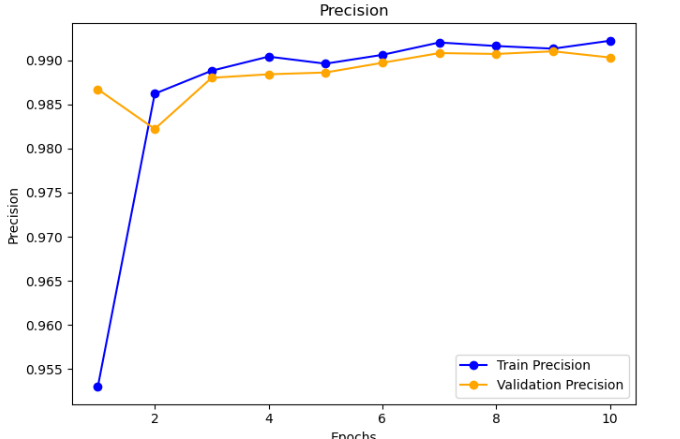 Precision
0.990
0.985
0.980
0.975
0.970
0.965
0.960
0.955
Precision
Train Precision
Validation Precision
2 4 6 8 10
Epochs